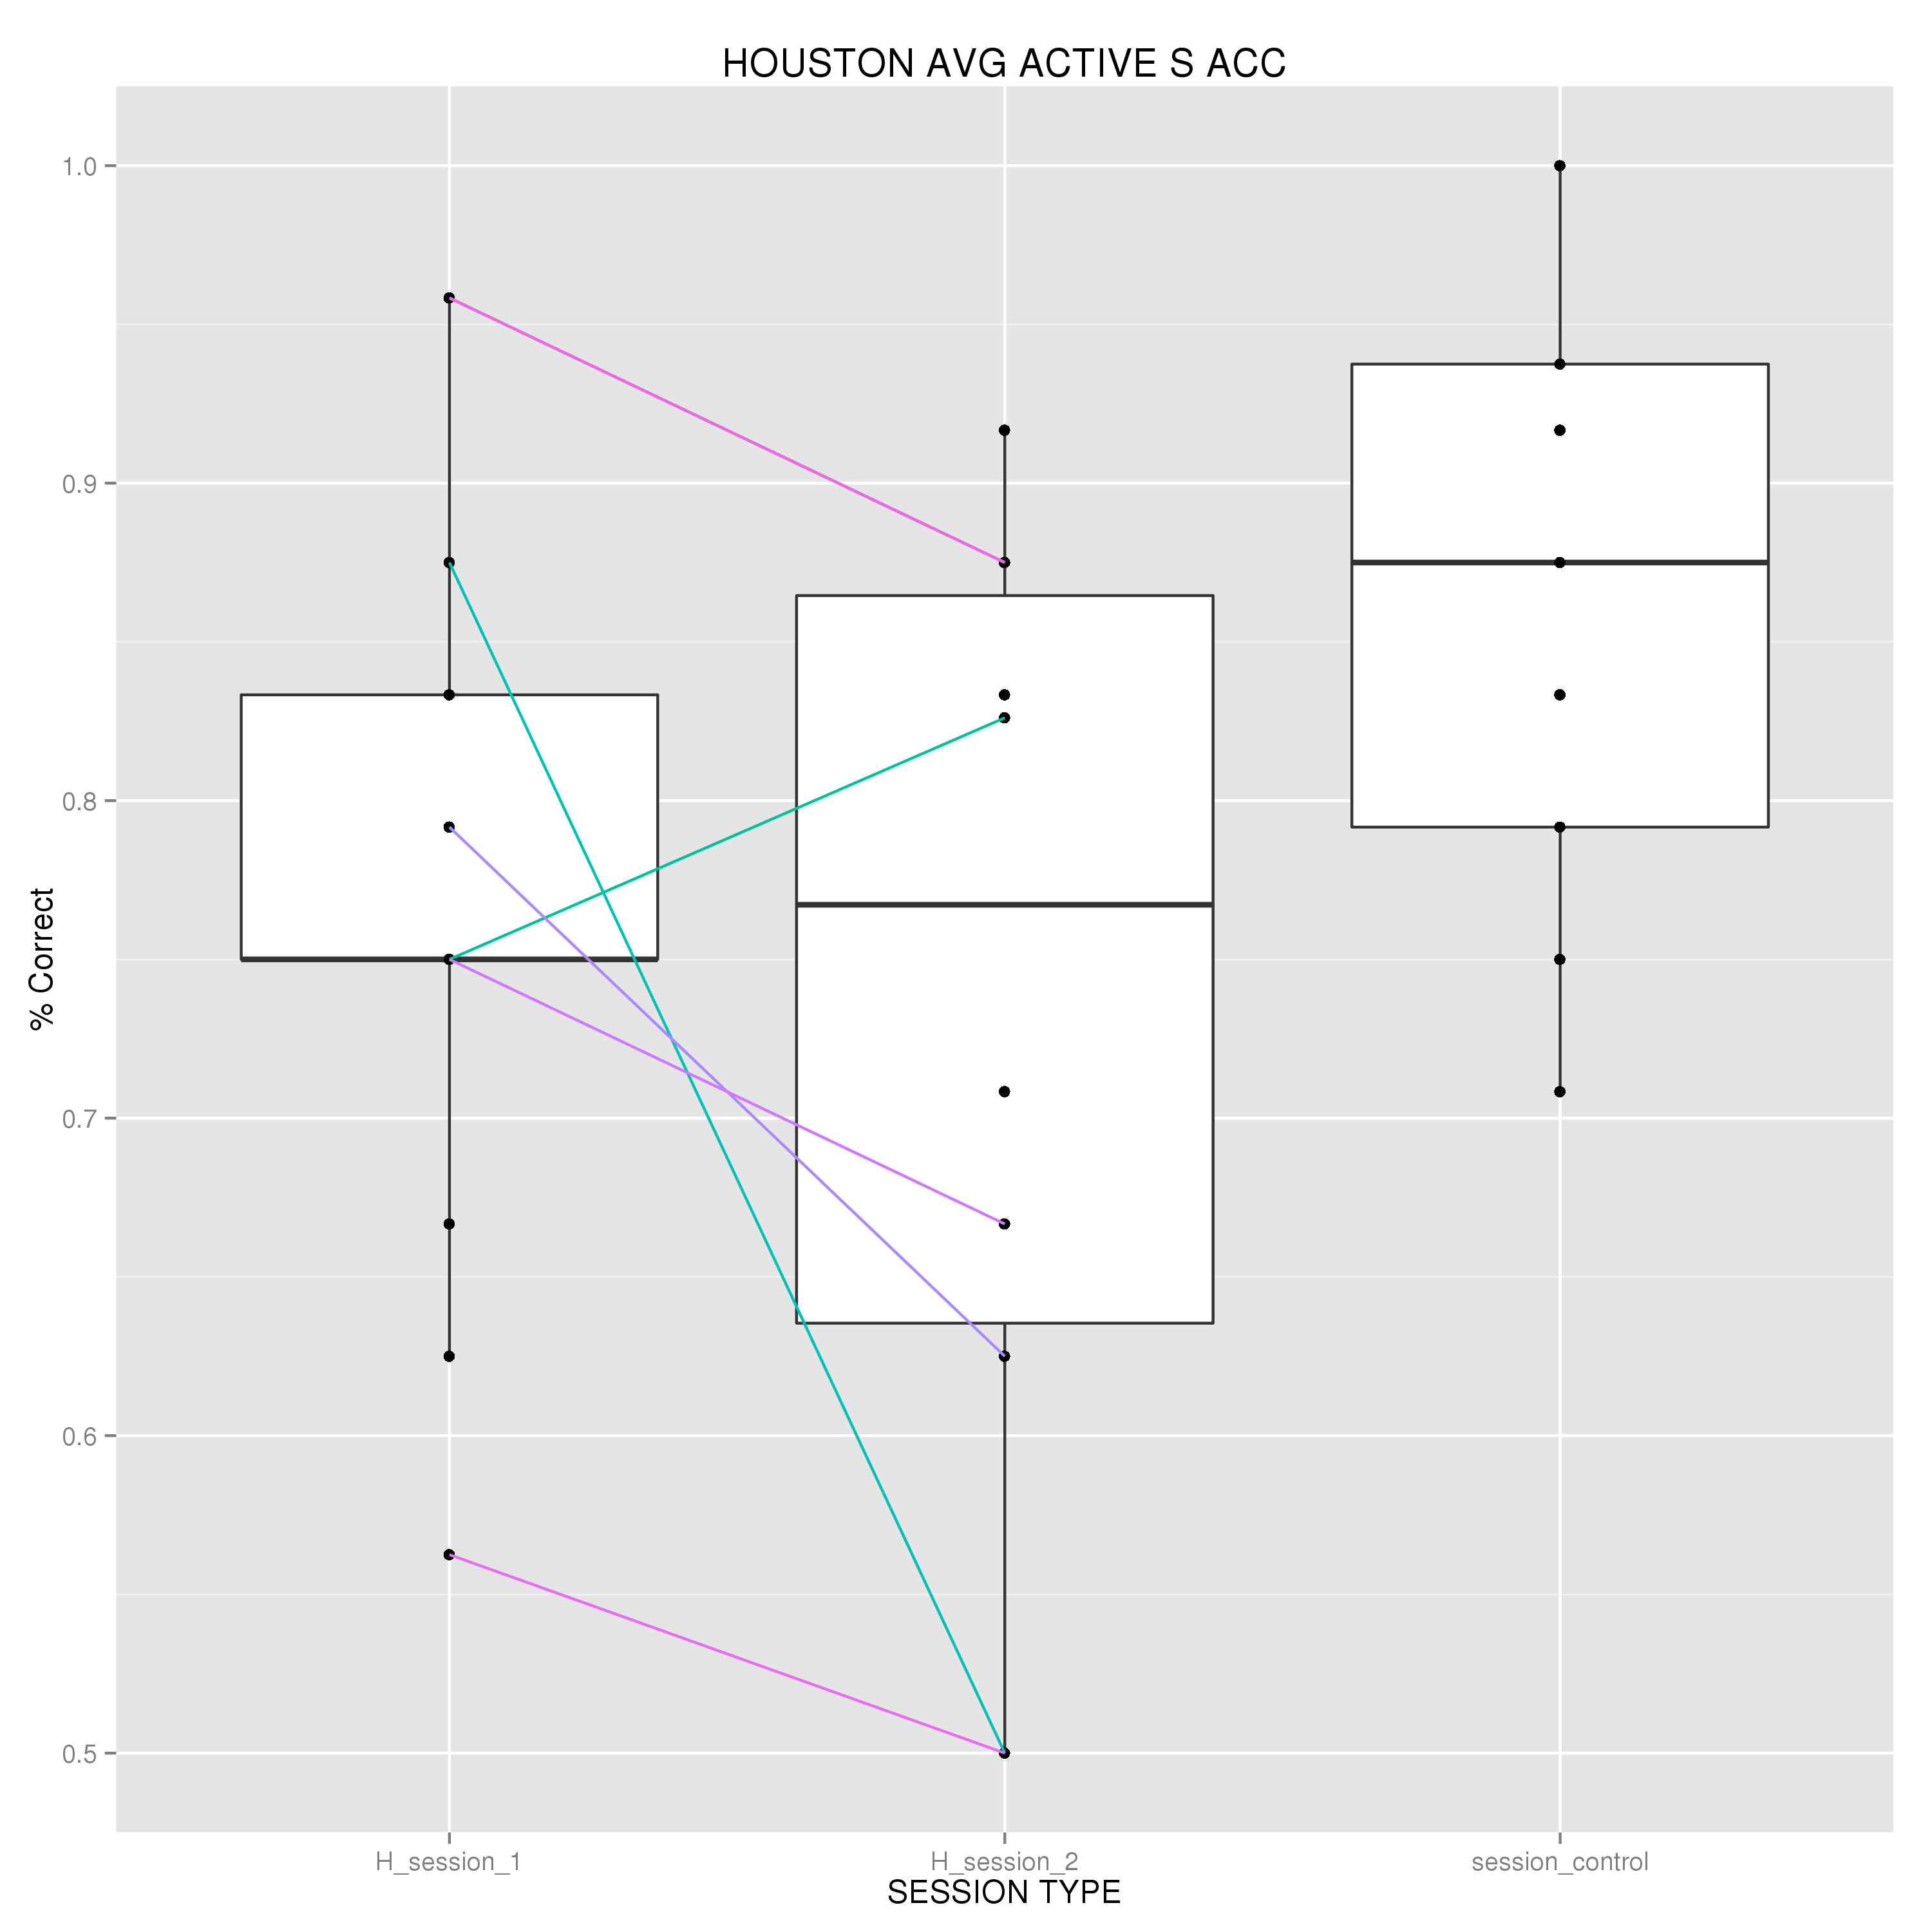 HOUSTON AVG ACTIVE S ACC
1.0
0.9
0.8
0.7
0.6
0.5
% Correct
H_session_1
H_session_2
session_control
SESSION TYPE